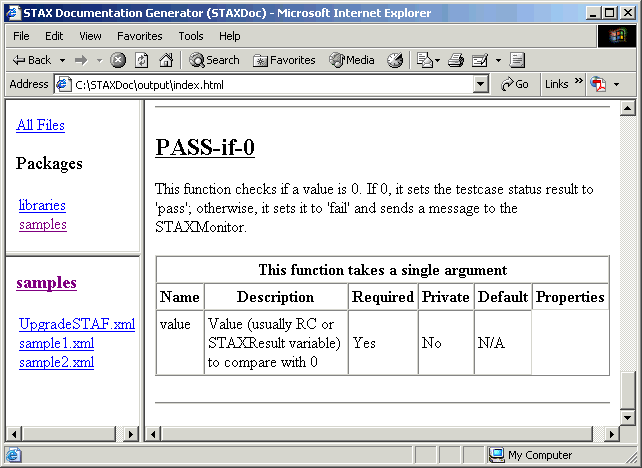 STAX Documentation Generator (STAXDoc) - Microsoft Internet Explorer
File Edit View Favorites Tools Help
Back Search Favorites Media
Address C:\STAXDoc\output\index.html Go Links »
All Files
Packages
libraries
samples
samples
UpgradeSTAF.xml
sample1.xml
sample2.xml
PASS-if-0
This function checks if a value is 0. If 0, it sets the testcase status result to
'pass'; otherwise, it sets it to 'fail' and sends a message to the
STAXMonitor.
This function takes a single argument
Name Description Required Private Default Properties
value Value (usually RC or
STAXResult variable)
to compare with 0 Yes No N/A
My Computer